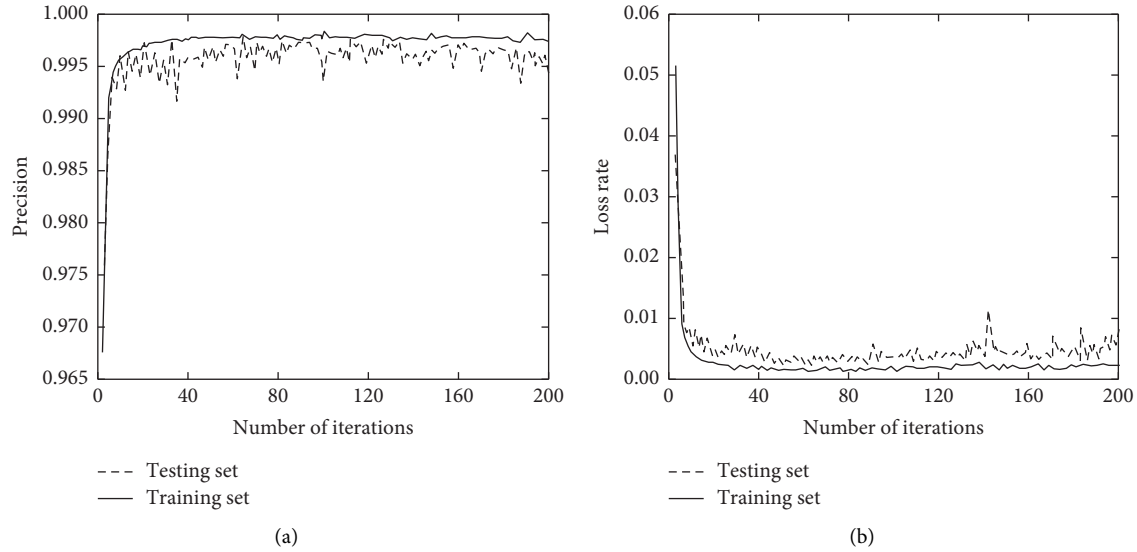 1.000
0.995
0.990
0.985
0.980
0.975
0.970
0.965
Precision
0 40 80 120 160 200
Number of iterations
Testing set
Training set
(a)
0.06
0.05
0.04
0.03
0.02
0.01
0.00
Loss rate
0 40 80 120 160 200
Number of iterations
Testing set
Training set
(b)